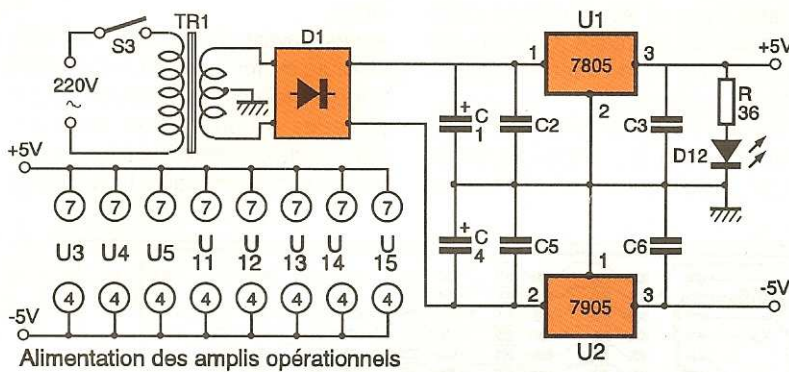 TR1
D1
U1
S3
220V
~
1
7805
3
+5V
2
+
C
1
C2
C3
R
36
D12
+5V
7
7
7
7
7
7
7
7
U3
U4
U5
U
11
U
12
U
13
U
14
U
15
4
4
4
4
4
4
4
4
-5V
+
C
4
C5
C6
1
2
7905
3
-5V
U2
Alimentation des amplis opérationnels